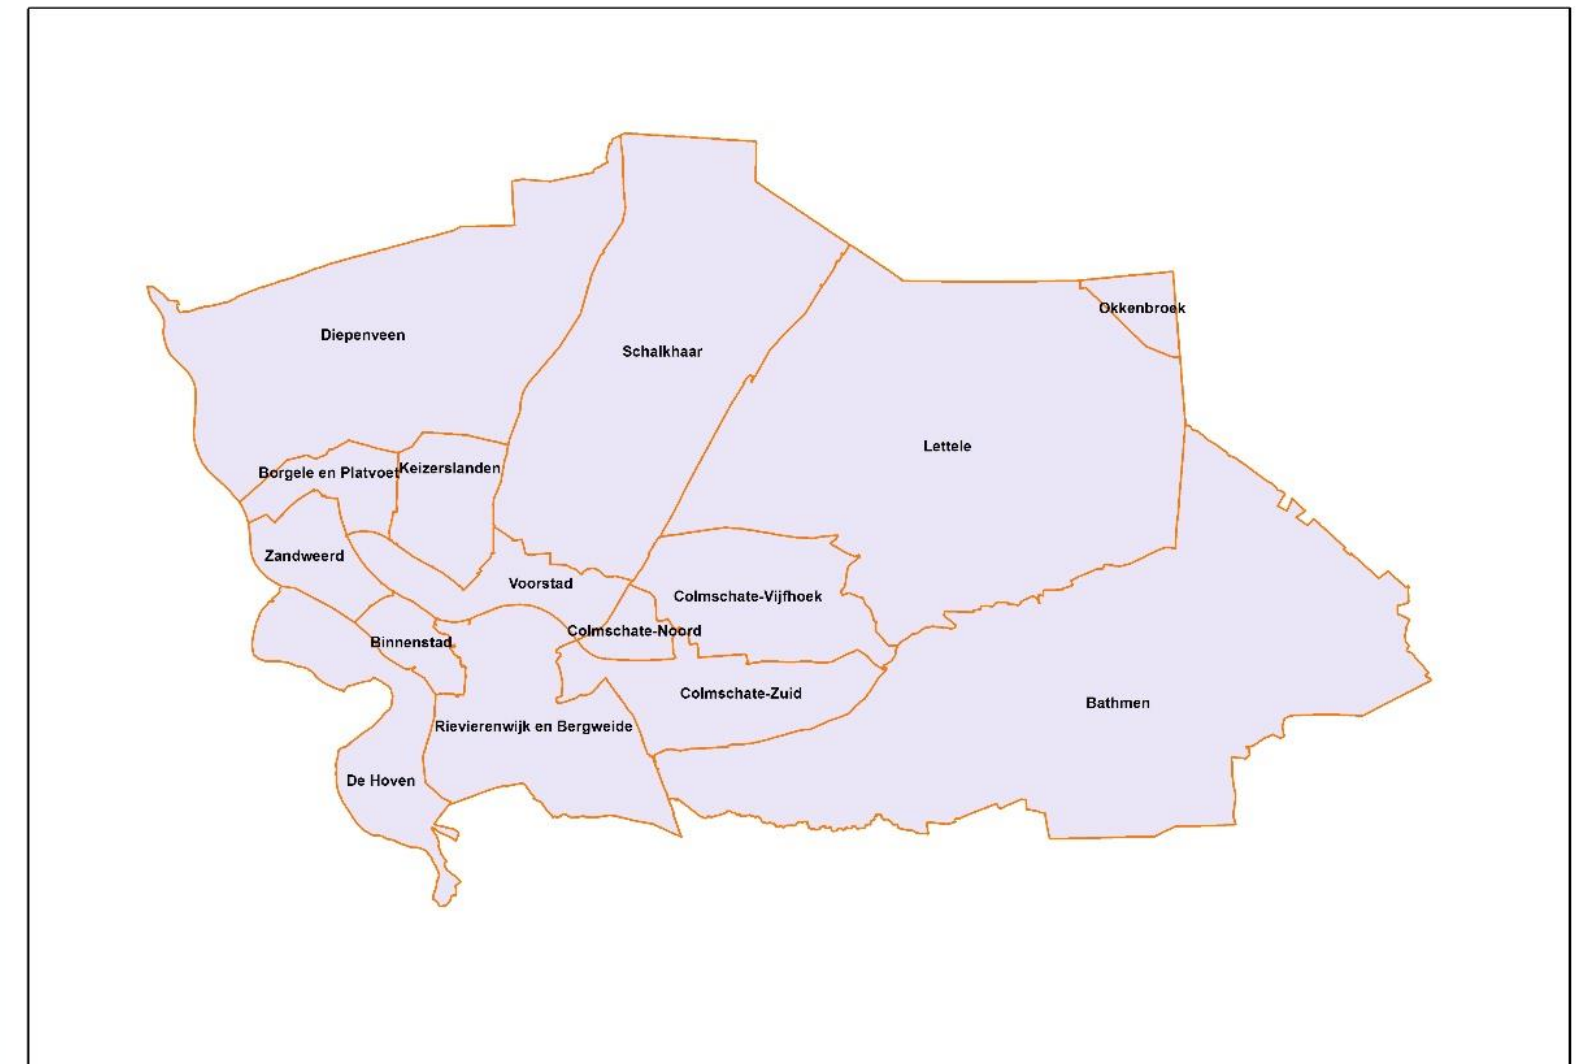 Okkenbroek
Diepenveen
Schalkhaar
Lettele
Borgele en Platvoet
Keizerslanden
Zandweerd
Voorstad
Colmschate-Vijfhoek
Colmschate-Noord
Binnenstad
Colmschate-Zuid
Bathmen
Rievierenwijk en Bergweide
De Hoven